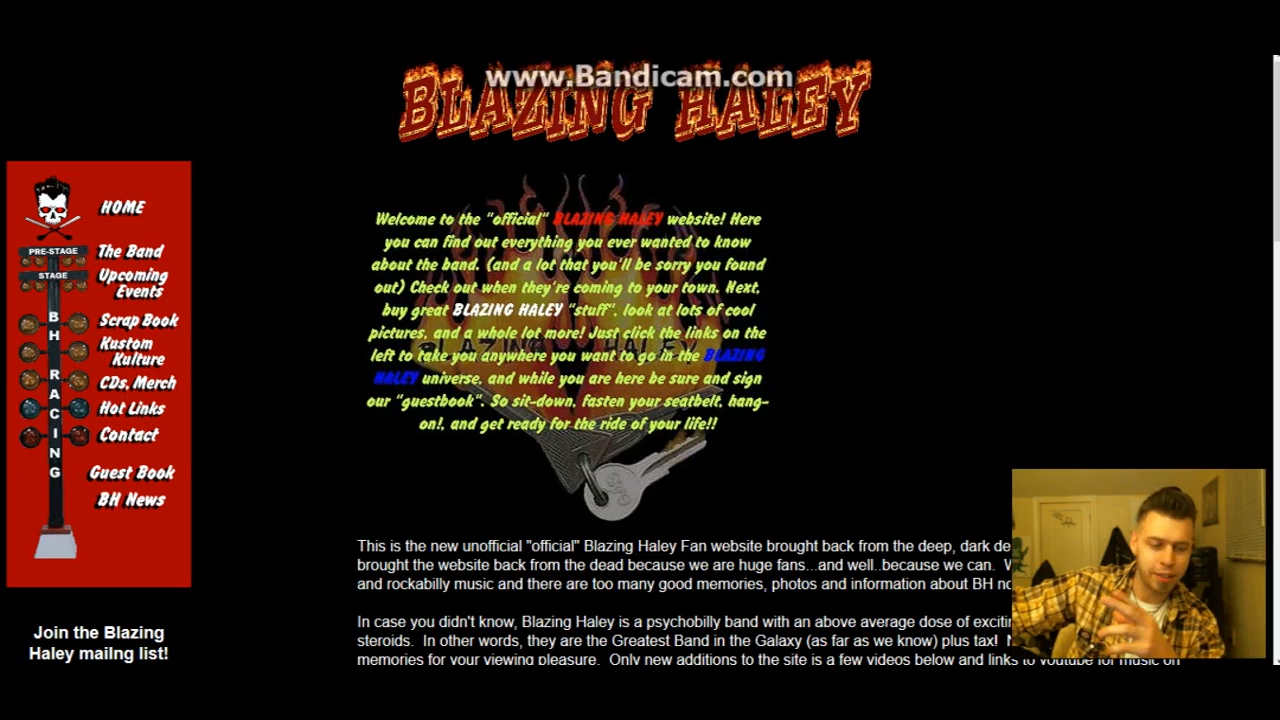 www.Bandicam.com
BLAZING HALEY
HOME
PRE-STAGE
The Band
STAGE
Upcoming
Events
Scrap Book
Kustom
Kulture
CDs, Merch
Hot Links
Contact
Guest Book
BH News
BH RACING
Join the Blazing
Haley mailng list!
Welcome to the "official" BLAZING HALEY website! Here
you can find out everything you ever wanted to know
about the band. (and a lot that you'll be sorry you found
out) Check out when they're coming to your town. Next,
buy great BLAZING HALEY "stuff", look at lots of cool
pictures, and a whole lot more! Just click the links on the
left to take you anywhere you want to go in the BLAZING
HALEY universe, and while you are here be sure and sign
our "guestbook". So sit-down, fasten your seatbelt, hang-
on!, and get ready for the ride of your life!!
BLAZING HALEY
This is the new unofficial "official" Blazing Haley Fan website brought back from the deep, dark
brought the website back from the dead because we are huge fans...and well..because we can.
and rockabilly music and there are too many good memories, photos and information about BH
In case you didn't know, Blazing Haley is a psychobilly band with an above average dose of
steroids. In other words, they are the Greatest Band in the Galaxy (as far as we know) plus tax!
memories for your viewing pleasure. Only new additions to the site is a few videos below and links to youtube for music on